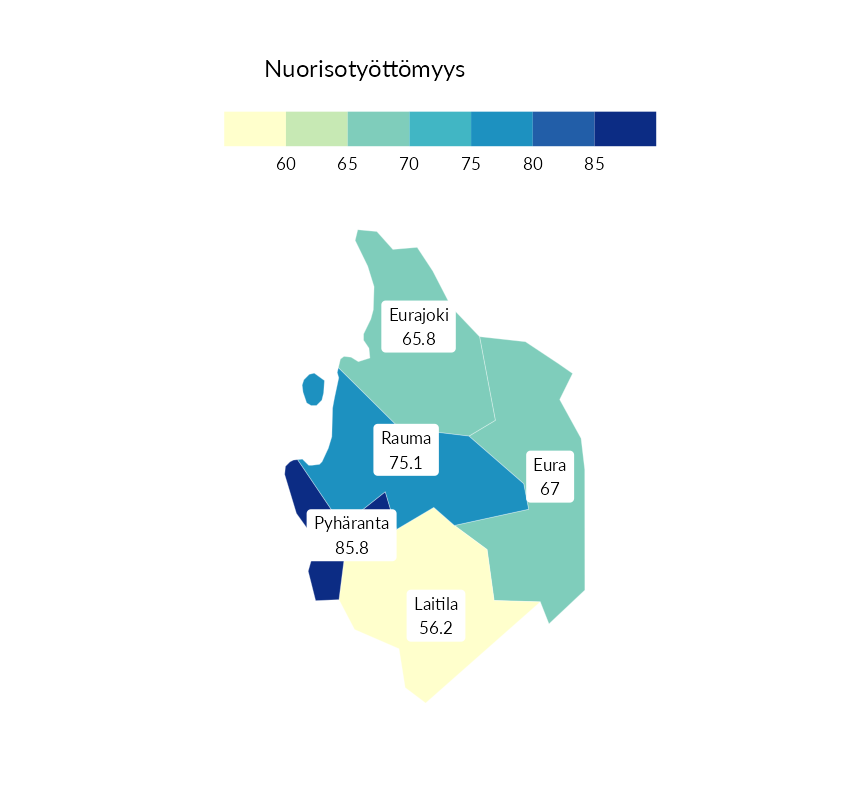 Nuorisotyöttömyys
60 65 70 75 80 85
Eurajoki
65.8
Rauma
75.1
Eura
67
Pyhäranta
85.8
Laitila
56.2